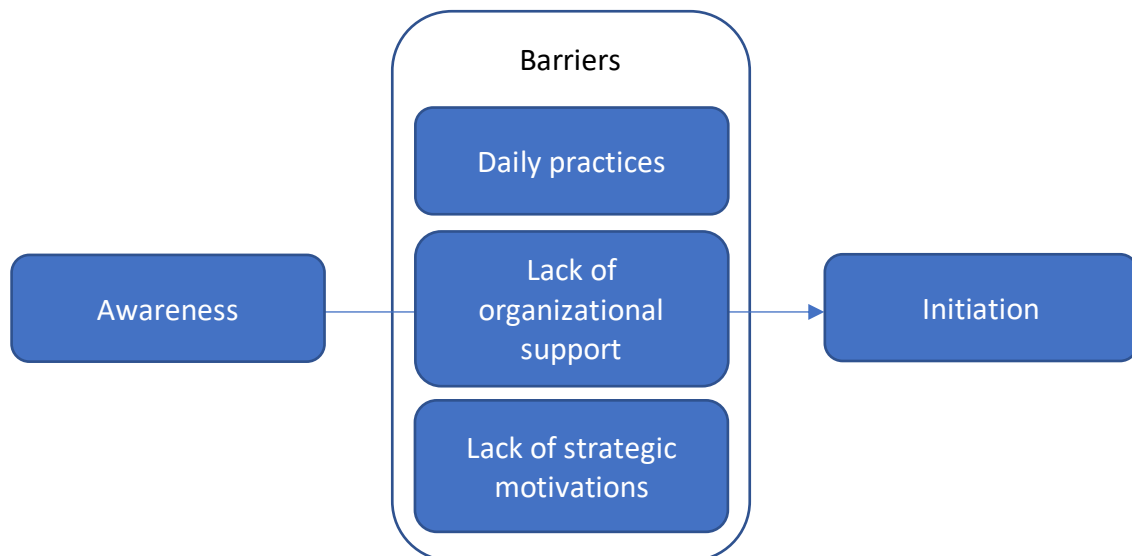 Barriers
Daily practices
Awareness
Lack of
organizational
support
Initiation
Lack of strategic
motivations